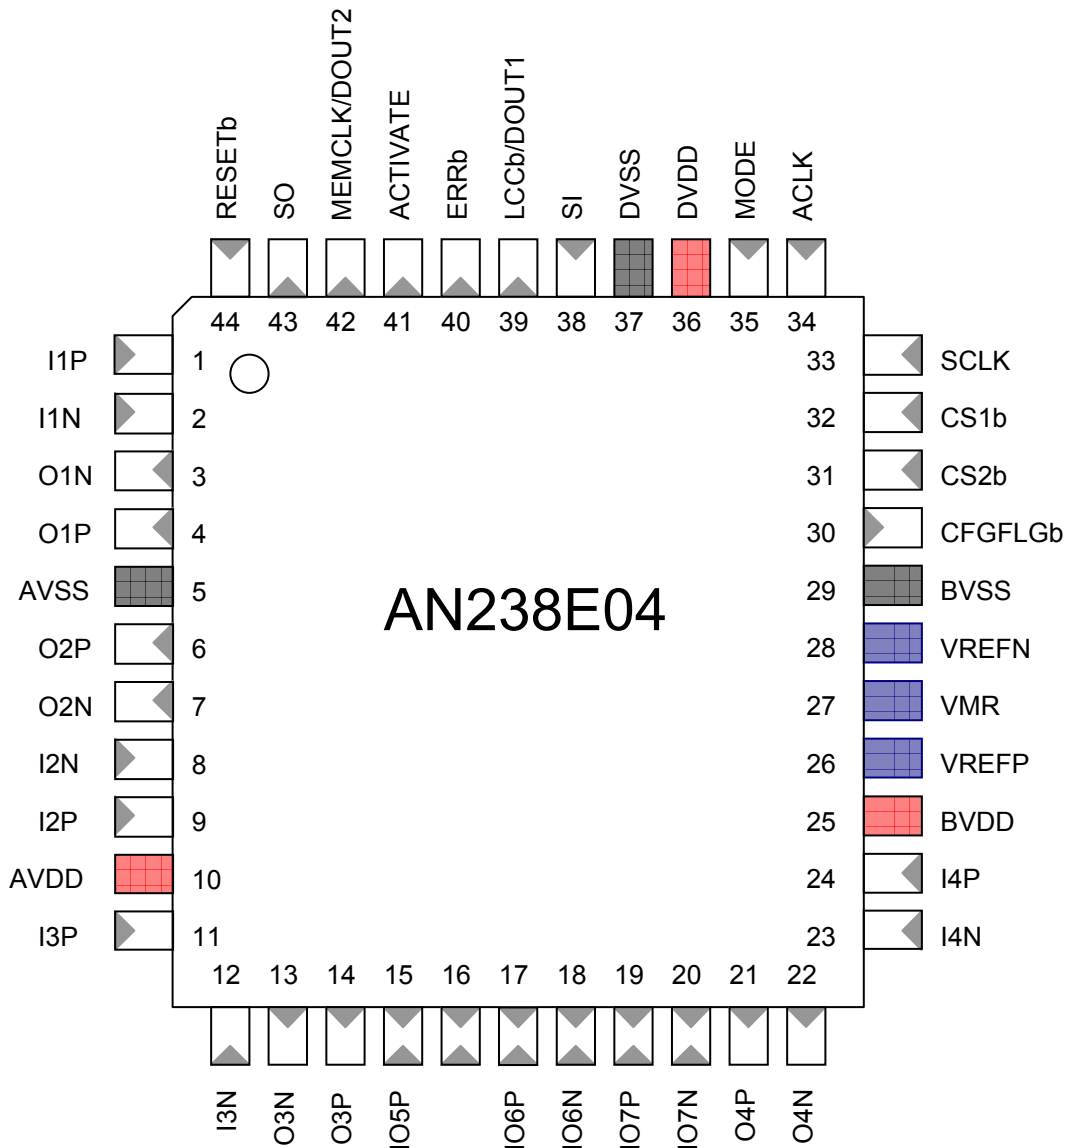 RESETb
SO
MEMCLK/DOUT2
ACTIVATE
ERRb
LCCb/DOUT1
SI
DVSS
DVDD
MODE
ACLK
44 43 42 41 40 39 38 37 36 35 34
I1P 1
I1N 2
O1N 3
O1P 4
AVSS 5
O2P 6
O2N 7
I2N 8
I2P 9
AVDD 10
I3P 11
AN238E04
33 SCLK
32 CS1b
31 CS2b
30 CFGFLGb
29 BVSS
28 VREFN
27 VMR
26 VREFP
25 BVDD
24 I4P
23 I4N
12 13 14 15 16 17 18 19 20 21 22
I3N
O3N
O3P
IO5P
IO6P
IO6N
IO7P
IO7N
O4P
O4N